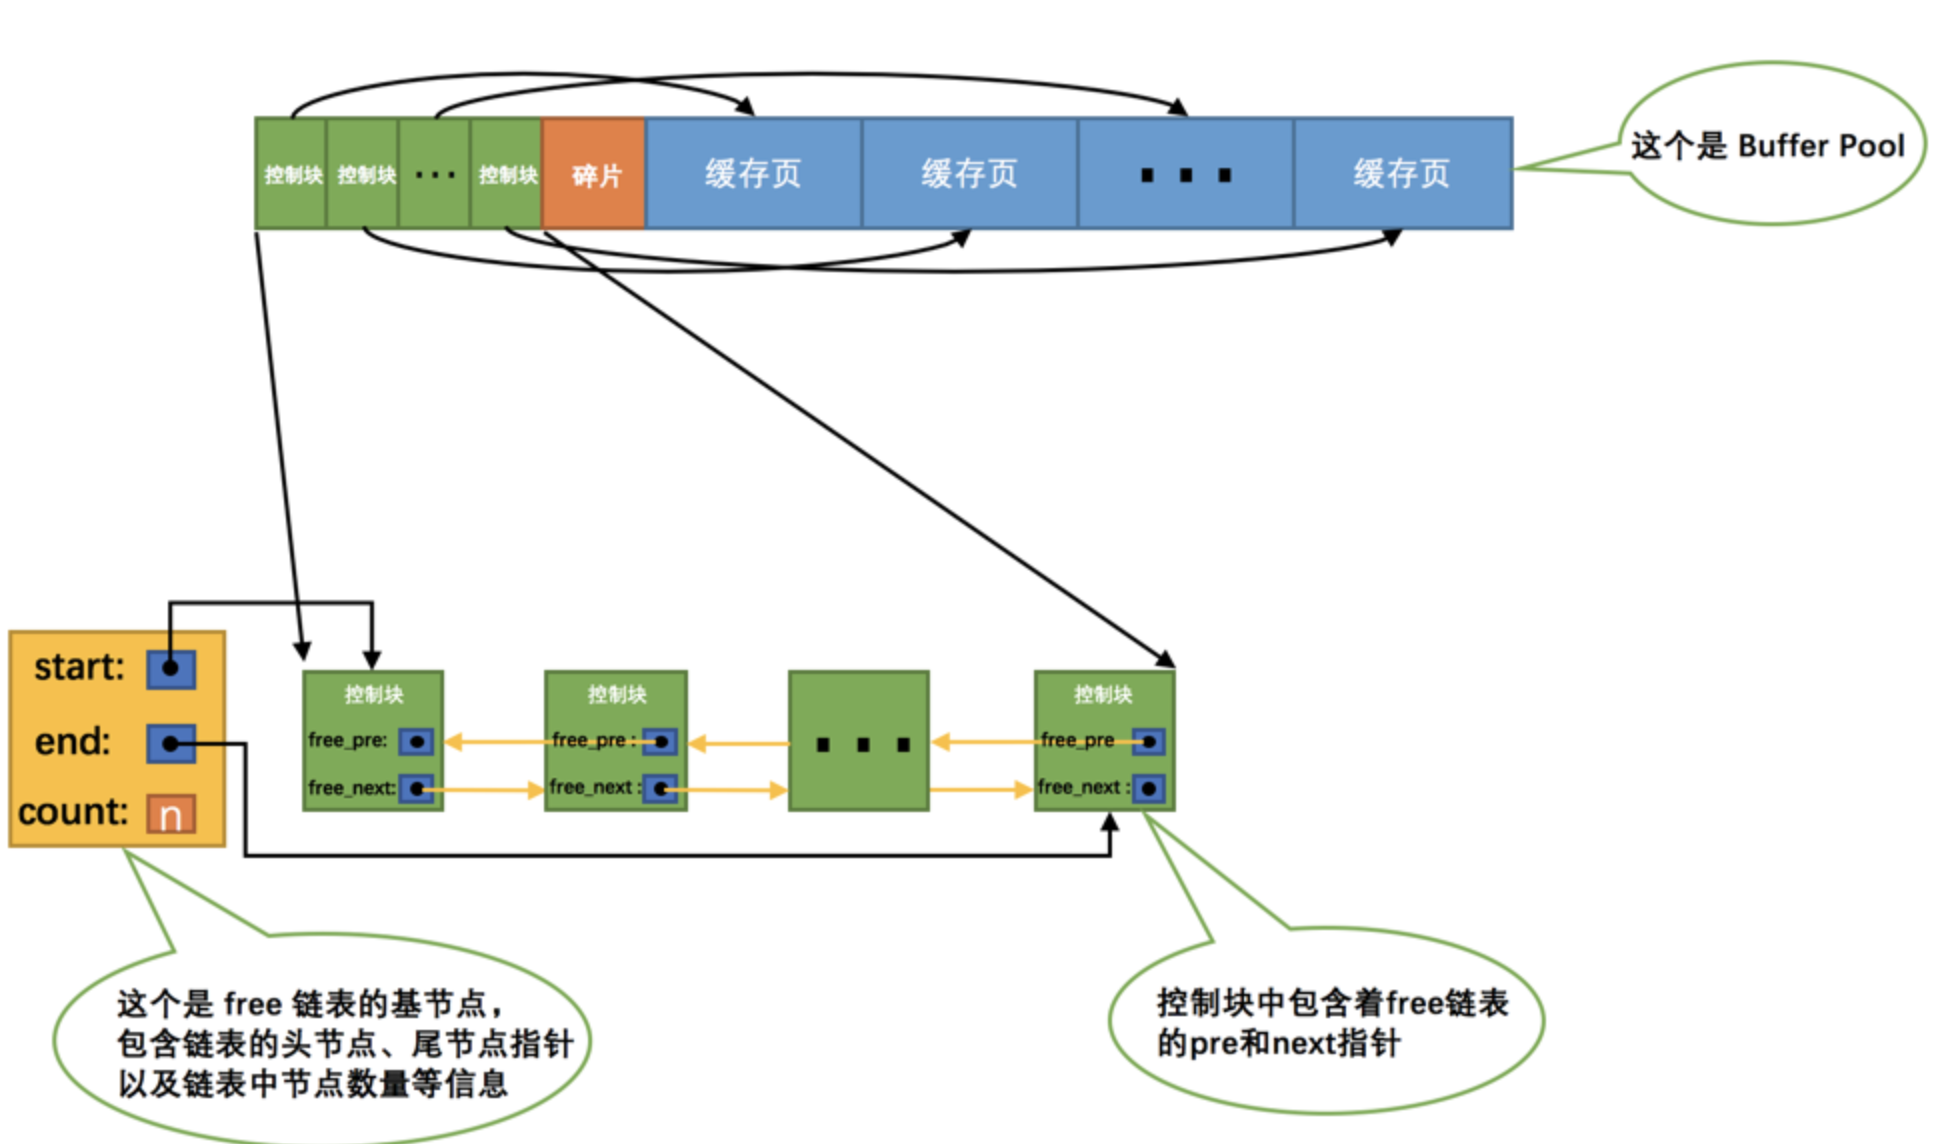 控制块 控制块 ... 控制块 碎片 缓存页 缓存页 ... 缓存页
这个是 Buffer Pool
start:
end:
count: n
控制块
free_pre:
free_next:
控制块
free_pre :
free_next :
...
控制块
free_pre
free_next :
这个是 free 链表的基节点，
包含链表的头节点、尾节点指针
以及链表中节点数量等信息
控制块中包含着free链表
的pre和next指针